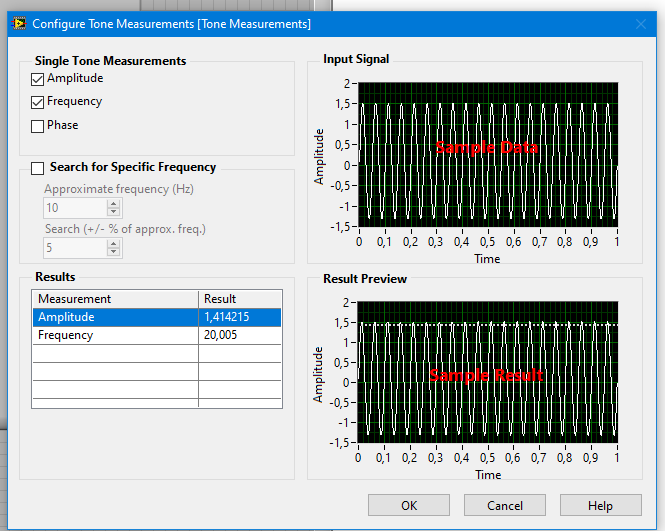 Configure Tone Measurements [Tone Measurements]
Single Tone Measurements
Amplitude
Frequency
Phase
Search for Specific Frequency
Approximate frequency (Hz)
10
Search (+/- % of approx. freq.)
5
Results
Measurement Result
Amplitude 1,414215
Frequency 20,005
Input Signal
2
1,5
1
0,5
0
-0,5
-1
-1,5
Amplitude
Sample Data
0 0,1 0,2 0,3 0,4 0,5 0,6 0,7 0,8 0,9 1
Time
Result Preview
2
1,5
1
0,5
0
-0,5
-1
-1,5
Amplitude
Sample Result
0 0,1 0,2 0,3 0,4 0,5 0,6 0,7 0,8 0,9 1
Time
OK Cancel Help